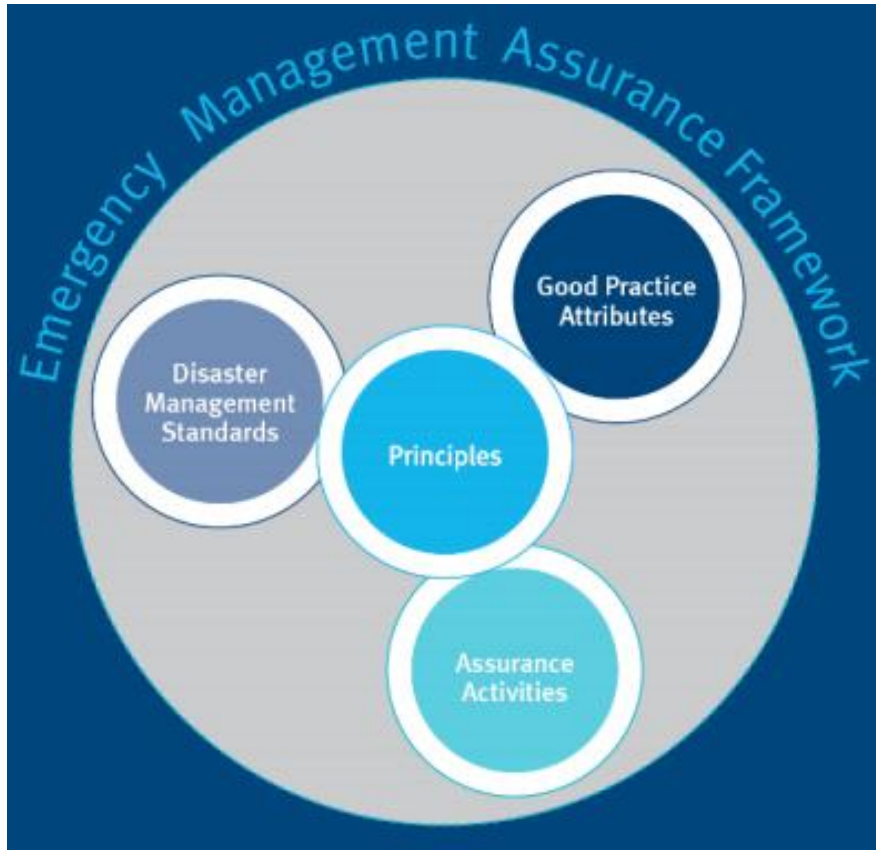 Emergency Management Assurance Framework
Good Practice
Attributes
Disaster
Management
Standards
Principles
Assurance
Activities